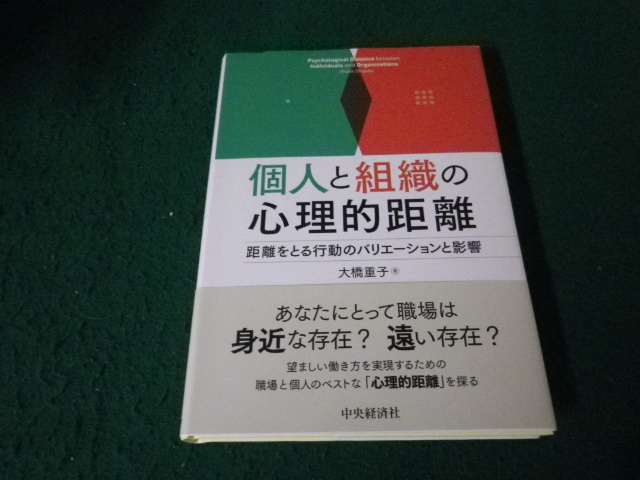 Psychological Distance between
Individuals and Organizations
個人と組織の
心理的距離
距離をとる行動のバリエーションと影響
大橋重子 著
あなたにとって職場は
身近な存在？ 遠い存在？
望ましい働き方を実現するための
職場と個人のベストな「心理的距離」を探る
中央経済社